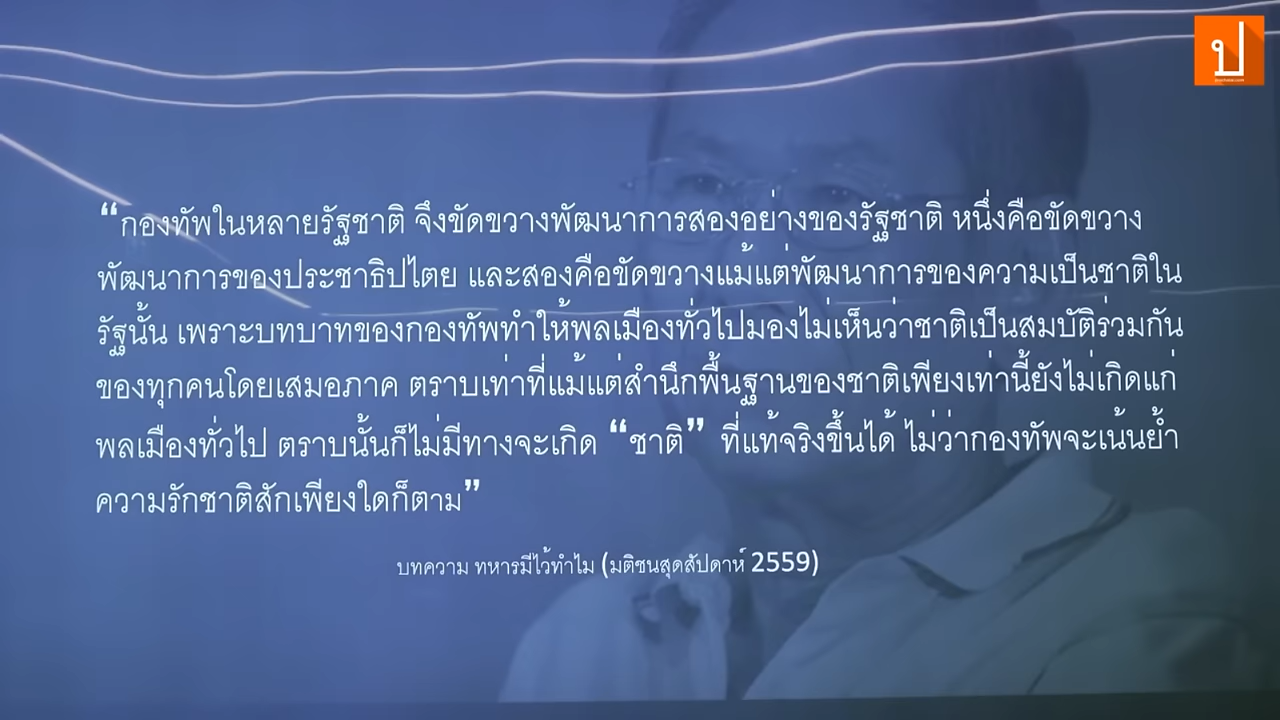 ป
“กองทัพในหลายรัฐชาติ จึงขัดขวางพัฒนาการสองอย่างของรัฐชาติ หนึ่งคือขัดขวาง
พัฒนาการของประชาธิปไตย และสองคือขัดขวางแม้แต่พัฒนาการของความเป็นชาติใน
รัฐนั้น เพราะบทบาทของกองทัพทำให้พลเมืองทั่วไปมองไม่เห็นว่าชาติเป็นสมบัติร่วมกัน
ของทุกคนโดยเสมอภาค ตราบเท่าที่แม้แต่สำนึกพื้นฐานของชาติเพียงเท่านี้ยังไม่เกิดแก่
พลเมืองทั่วไป ตราบนั้นก็ไม่มีทางจะเกิด “ชาติ” ที่แท้จริงขึ้นได้ ไม่ว่ากองทัพจะเน้นย้ำ
ความรักชาติสักเพียงใดก็ตาม”
บทความ ทหารมีไว้ทำไม (มติชนสุดสัปดาห์ 2559)